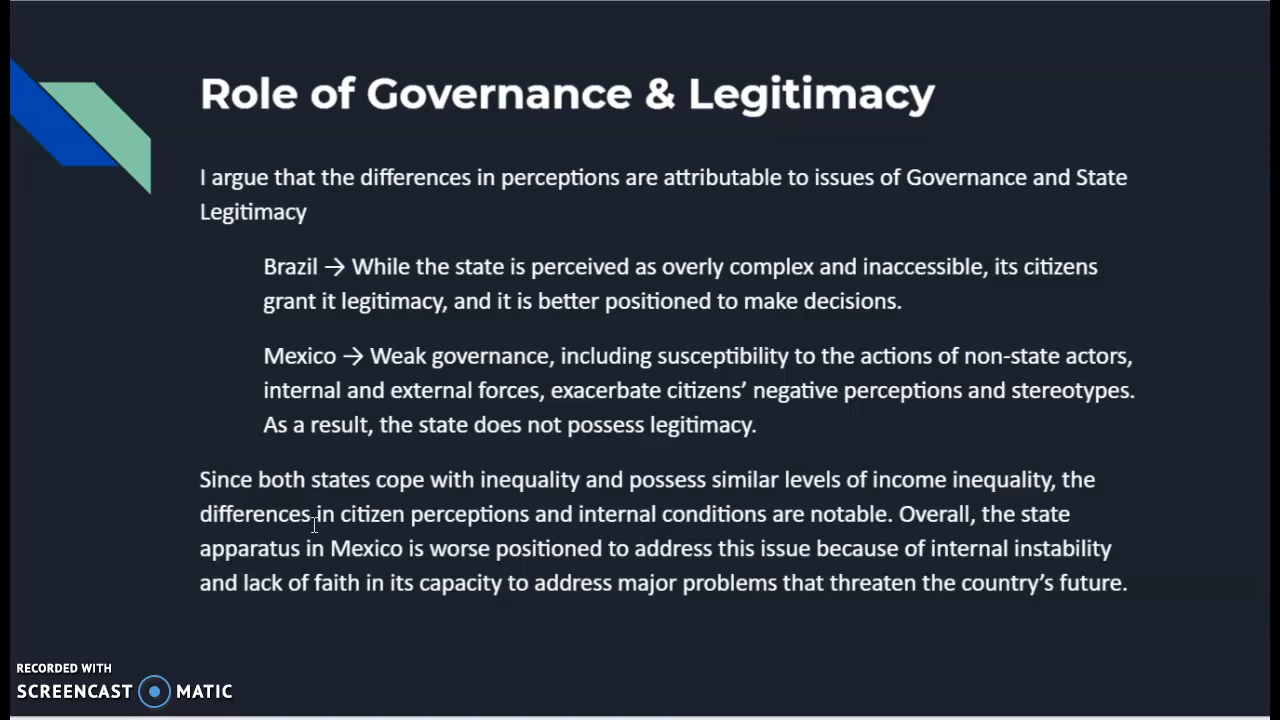 Role of Governance & Legitimacy
I argue that the differences in perceptions are attributable to issues of Governance and State
Legitimacy
Brazil → While the state is perceived as overly complex and inaccessible, its citizens
grant it legitimacy, and it is better positioned to make decisions.
Mexico → Weak governance, including susceptibility to the actions of non-state actors,
internal and external forces, exacerbate citizens’ negative perceptions and stereotypes.
As a result, the state does not possess legitimacy.
Since both states cope with inequality and possess similar levels of income inequality, the
differences in citizen perceptions and internal conditions are notable. Overall, the state
apparatus in Mexico is worse positioned to address this issue because of internal instability
and lack of faith in its capacity to address major problems that threaten the country’s future.
RECORDED WITH
SCREENCAST MATIC